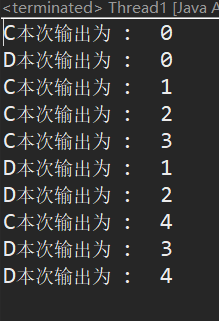 <terminated> Thread1 [Java A
C本次输出为 :  0
D本次输出为 :  0
C本次输出为 :  1
C本次输出为 :  2
C本次输出为 :  3
D本次输出为 :  1
D本次输出为 :  2
C本次输出为 :  4
D本次输出为 :  3
D本次输出为 :  4